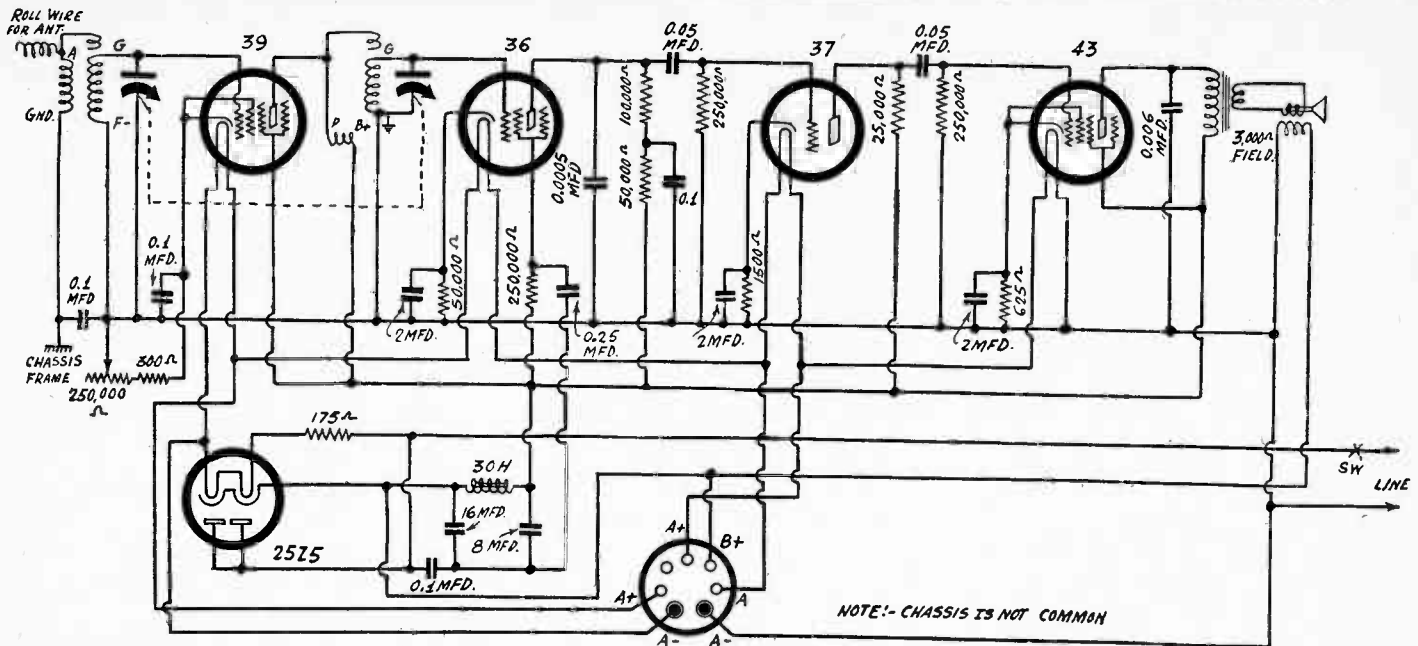 ROLL WIRE
FOR ANT.
A
G
GND.
F-
39
P
B+
G
36
0.05
MFD.
37
0.05
MFD.
43
0.0005
MFD
10,000Ω
50,000Ω
0.1
250,000Ω
25,000Ω
250,000Ω
0.006
MFD.
3,000Ω
FIELD.
0.1
MFD
0.1
MFD.
2MFD.
50,000Ω
250,000Ω
0.25
MFD.
2MFD.
1500Ω
2MFD.
625Ω
CHASSIS
FRAME
300Ω
250,000
Ω
175Ω
SW
LINE
30H
16 MFD.
8 MFD.
25Z5
0.1MFD.
A+
B+
A+
A
A-
A-
NOTE:- CHASSIS IS NOT COMMON